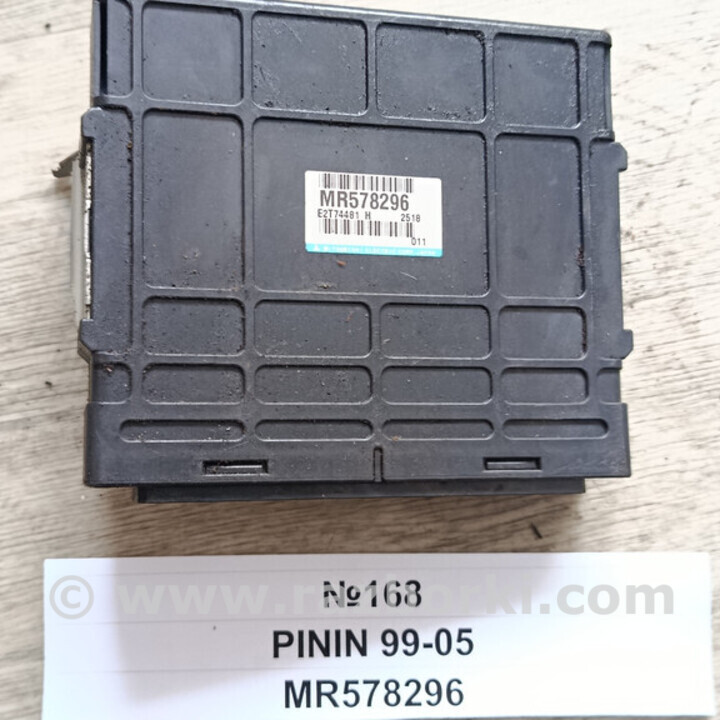 MR578296
E2T74481 H 2518
011
№168
PININ 99-05
MR578296